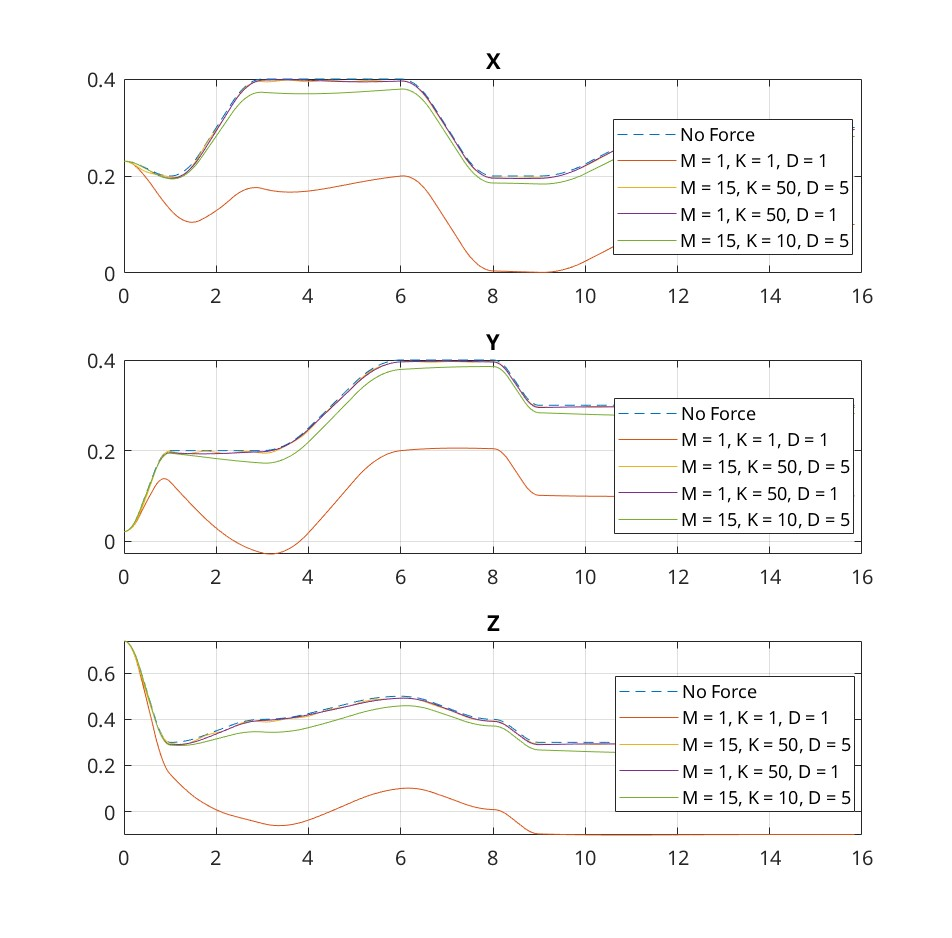 X
0.4
0.2
0
0 2 4 6 8 10 12 14 16
No Force
M = 1, K = 1, D = 1
M = 15, K = 50, D = 5
M = 1, K = 50, D = 1
M = 15, K = 10, D = 5
Y
0.4
0.2
0
0 2 4 6 8 10 12 14 16
No Force
M = 1, K = 1, D = 1
M = 15, K = 50, D = 5
M = 1, K = 50, D = 1
M = 15, K = 10, D = 5
Z
0.6
0.4
0.2
0
0 2 4 6 8 10 12 14 16
No Force
M = 1, K = 1, D = 1
M = 15, K = 50, D = 5
M = 1, K = 50, D = 1
M = 15, K = 10, D = 5